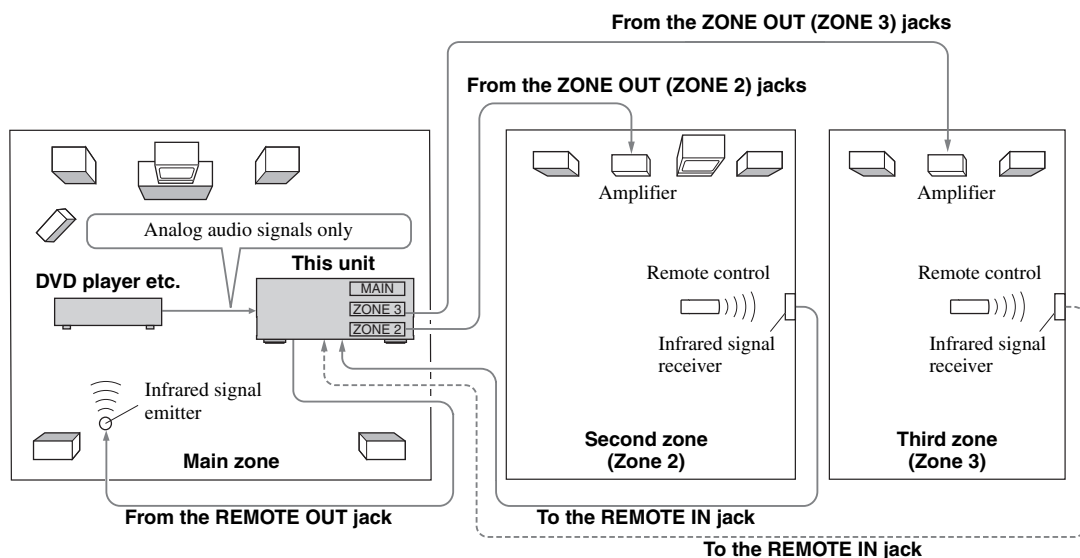 From the ZONE OUT (ZONE 3) jacks
From the ZONE OUT (ZONE 2) jacks
Amplifier
Amplifier
Analog audio signals only
This unit
DVD player etc.
MAIN
ZONE 3
ZONE 2
Remote control
Infrared signal
receiver
Remote control
Infrared signal
receiver
Infrared signal
emitter
Main zone
Second zone
(Zone 2)
Third zone
(Zone 3)
From the REMOTE OUT jack
To the REMOTE IN jack
To the REMOTE IN jack